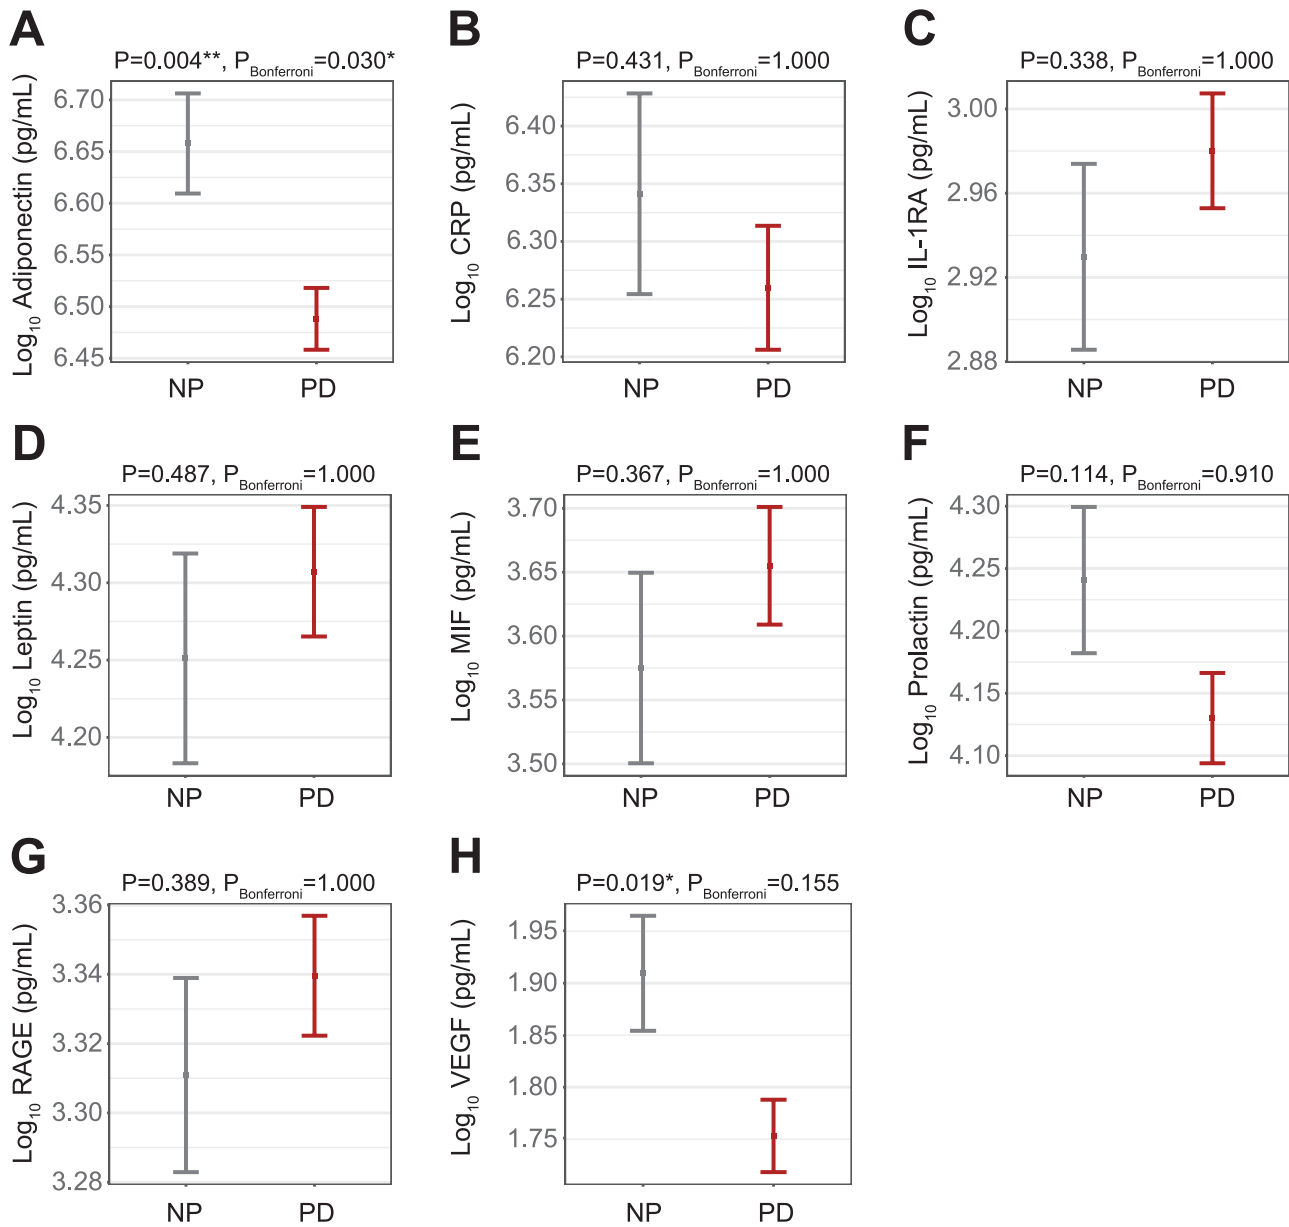 A
P=0.004**, P Bonferroni=0.030*
Log10 Adiponectin (pg/mL)
6.70
6.65
6.60
6.55
6.50
6.45
NP PD
B
P=0.431, P Bonferroni=1.000
Log10 CRP (pg/mL)
6.40
6.35
6.30
6.25
6.20
NP PD
C
P=0.338, P Bonferroni=1.000
Log10 IL-1RA (pg/mL)
3.00
2.96
2.92
2.88
NP PD
D
P=0.487, P Bonferroni=1.000
Log10 Leptin (pg/mL)
4.35
4.30
4.25
4.20
NP PD
E
P=0.367, P Bonferroni=1.000
Log10 MIF (pg/mL)
3.70
3.65
3.60
3.55
3.50
NP PD
F
P=0.114, P Bonferroni=0.910
Log10 Prolactin (pg/mL)
4.30
4.25
4.20
4.15
4.10
NP PD
G
P=0.389, P Bonferroni=1.000
Log10 RAGE (pg/mL)
3.36
3.34
3.32
3.30
3.28
NP PD
H
P=0.019*, P Bonferroni=0.155
Log10 VEGF (pg/mL)
1.95
1.90
1.85
1.80
1.75
NP PD